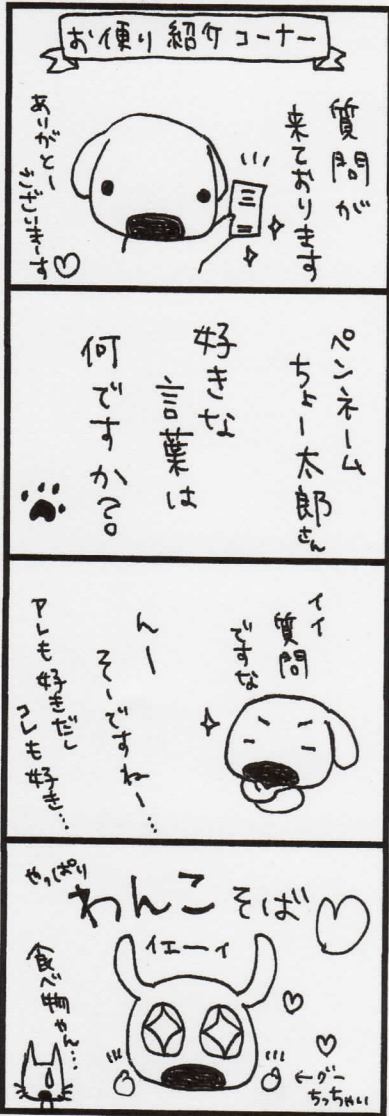 お便り紹介コーナー
質問が
来ております
ありがとー
ございまーす♡
ペンネーム
ちょー太郎さん
好きな
言葉は
何ですか?
イイ
質問
ですな
んー
そーですねー…
アレも好きだし
コレも好き…
やっぱり
わんこそば
イエーイ
←グー
ちっちゃい
食べ物やん…